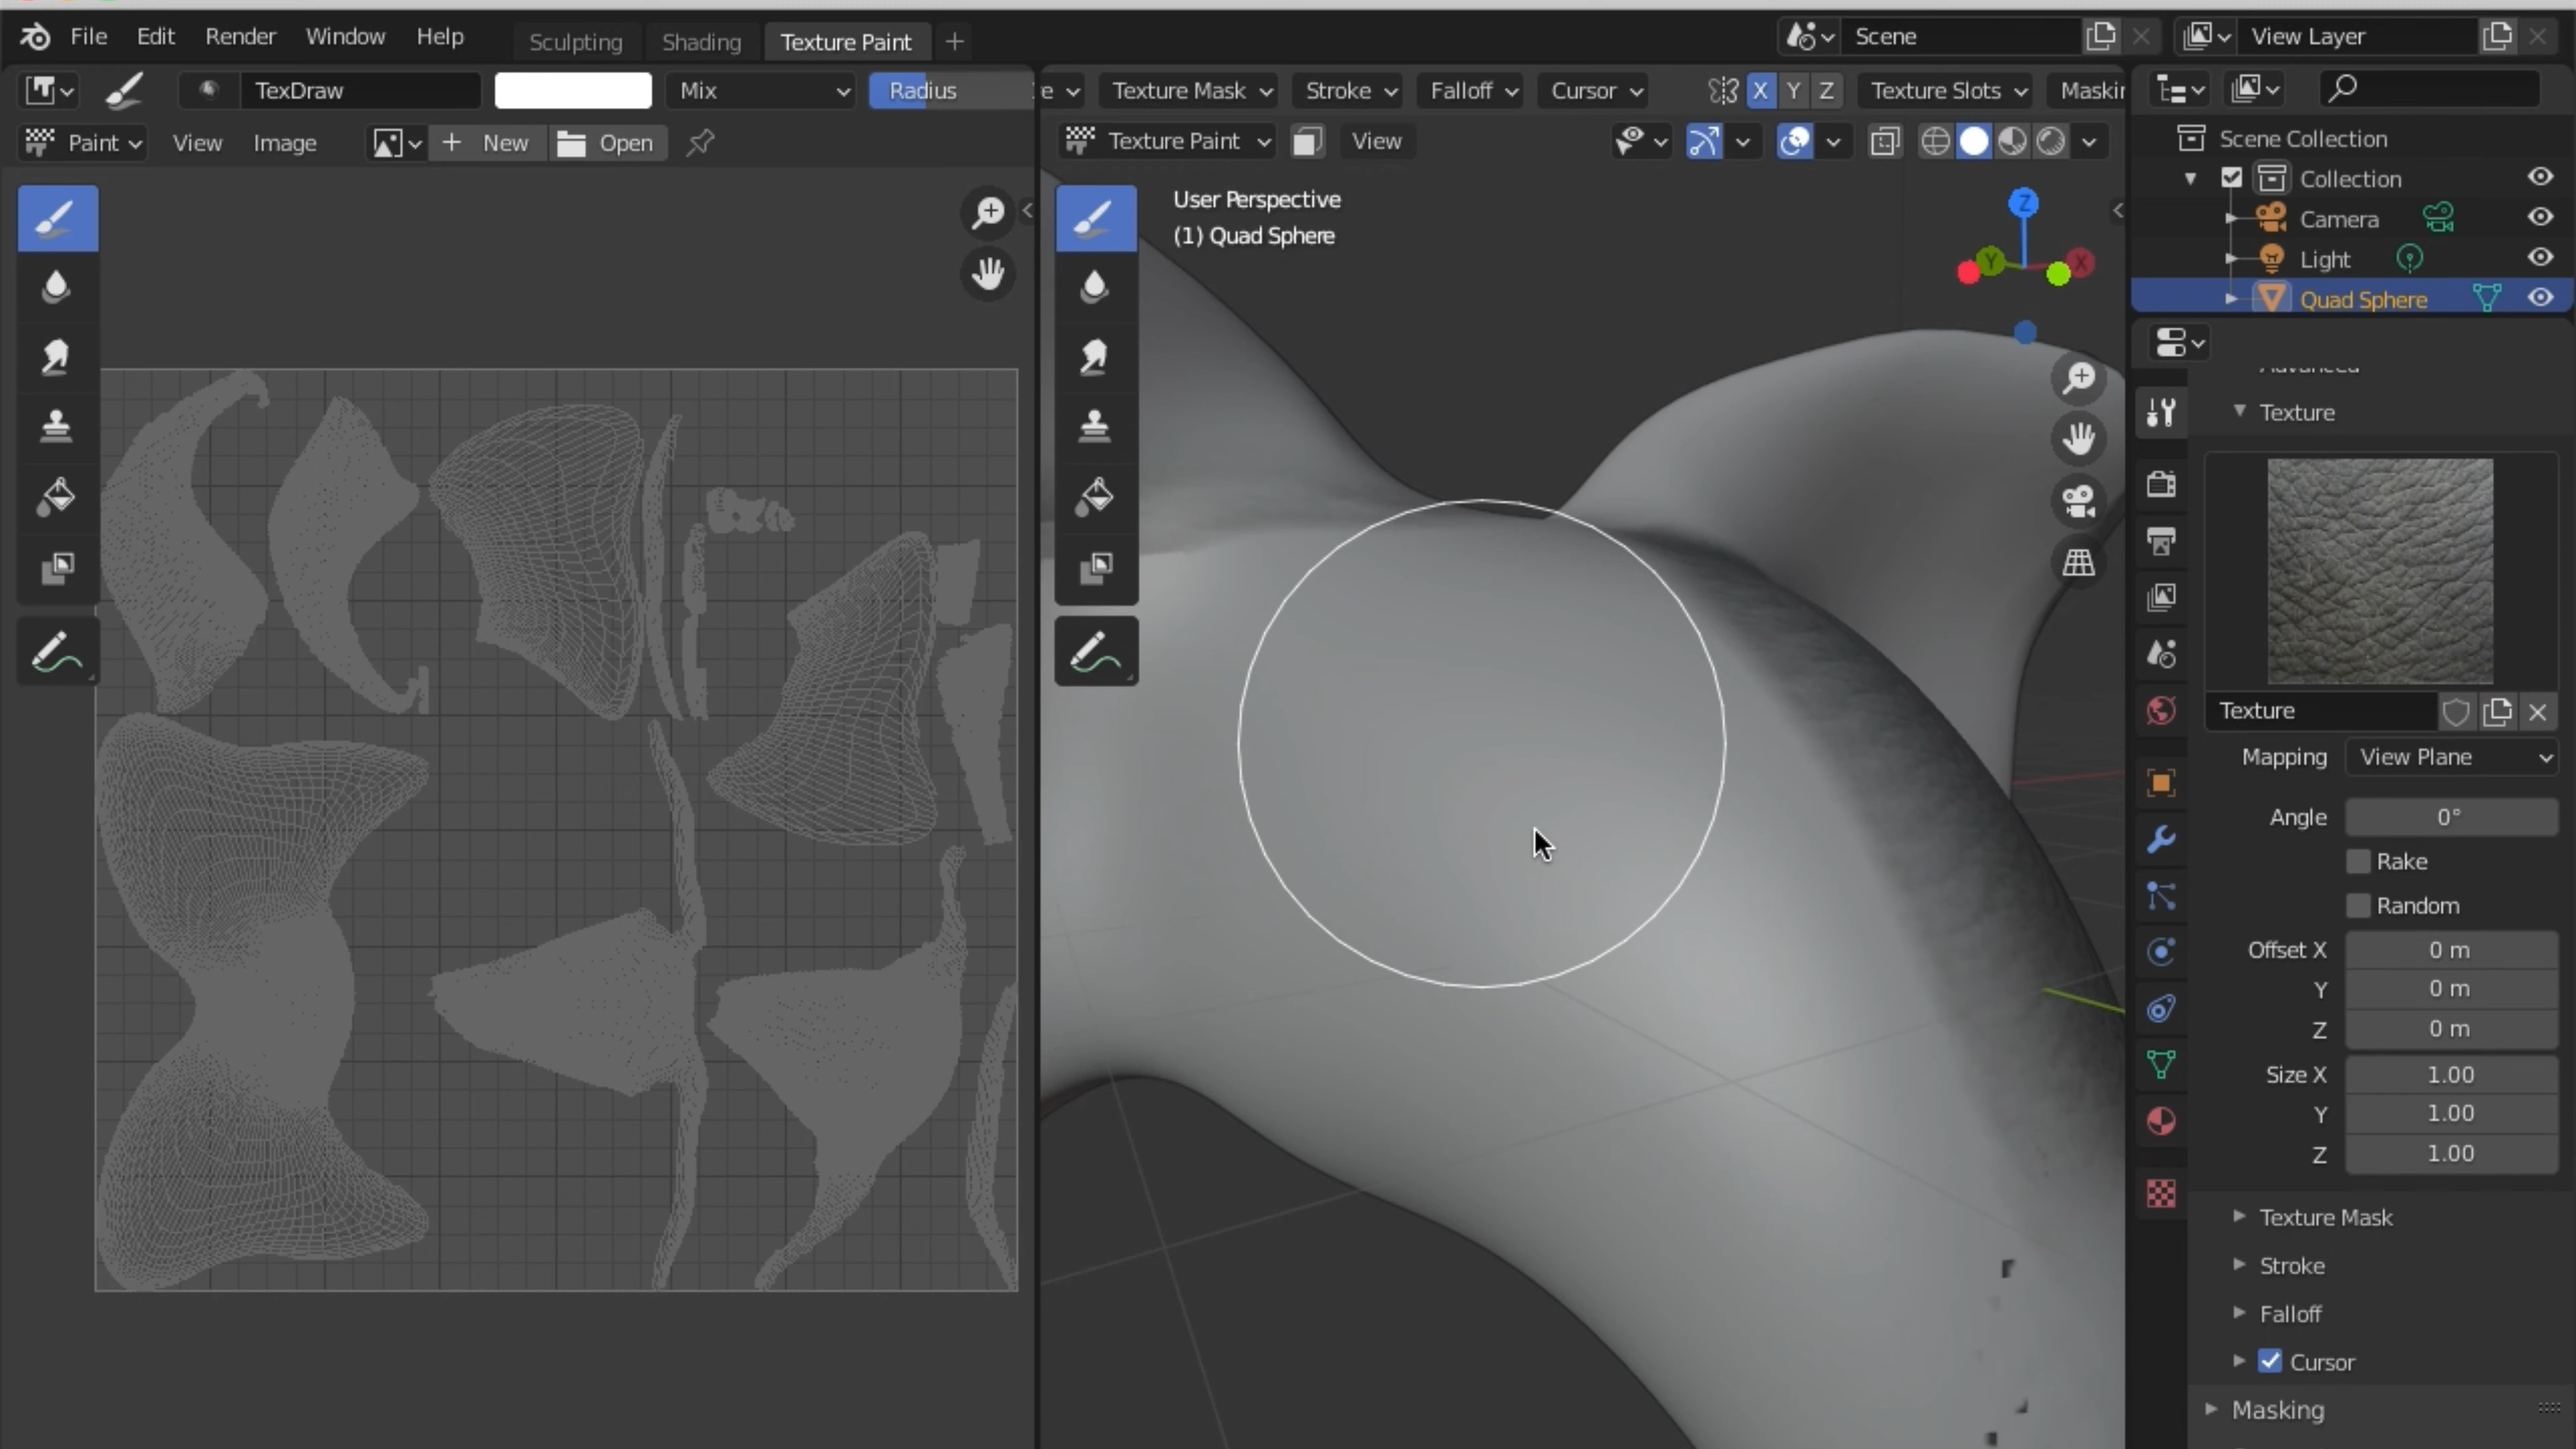 File Edit Render Window Help Sculpting Shading Texture Paint + Scene View Layer
TexDraw Mix Radius e Texture Mask Stroke Falloff Cursor X Y Z Texture Slots Maskin
Paint View Image + New Open Texture Paint View
Scene Collection
Collection
Camera
Light
Quad Sphere
User Perspective
(1) Quad Sphere
Z
Y
X
Advanced
Texture
Texture
Mapping View Plane
Angle 0°
Rake
Random
Offset X 0 m
Y 0 m
Z 0 m
Size X 1.00
Y 1.00
Z 1.00
Texture Mask
Stroke
Falloff
Cursor
Masking